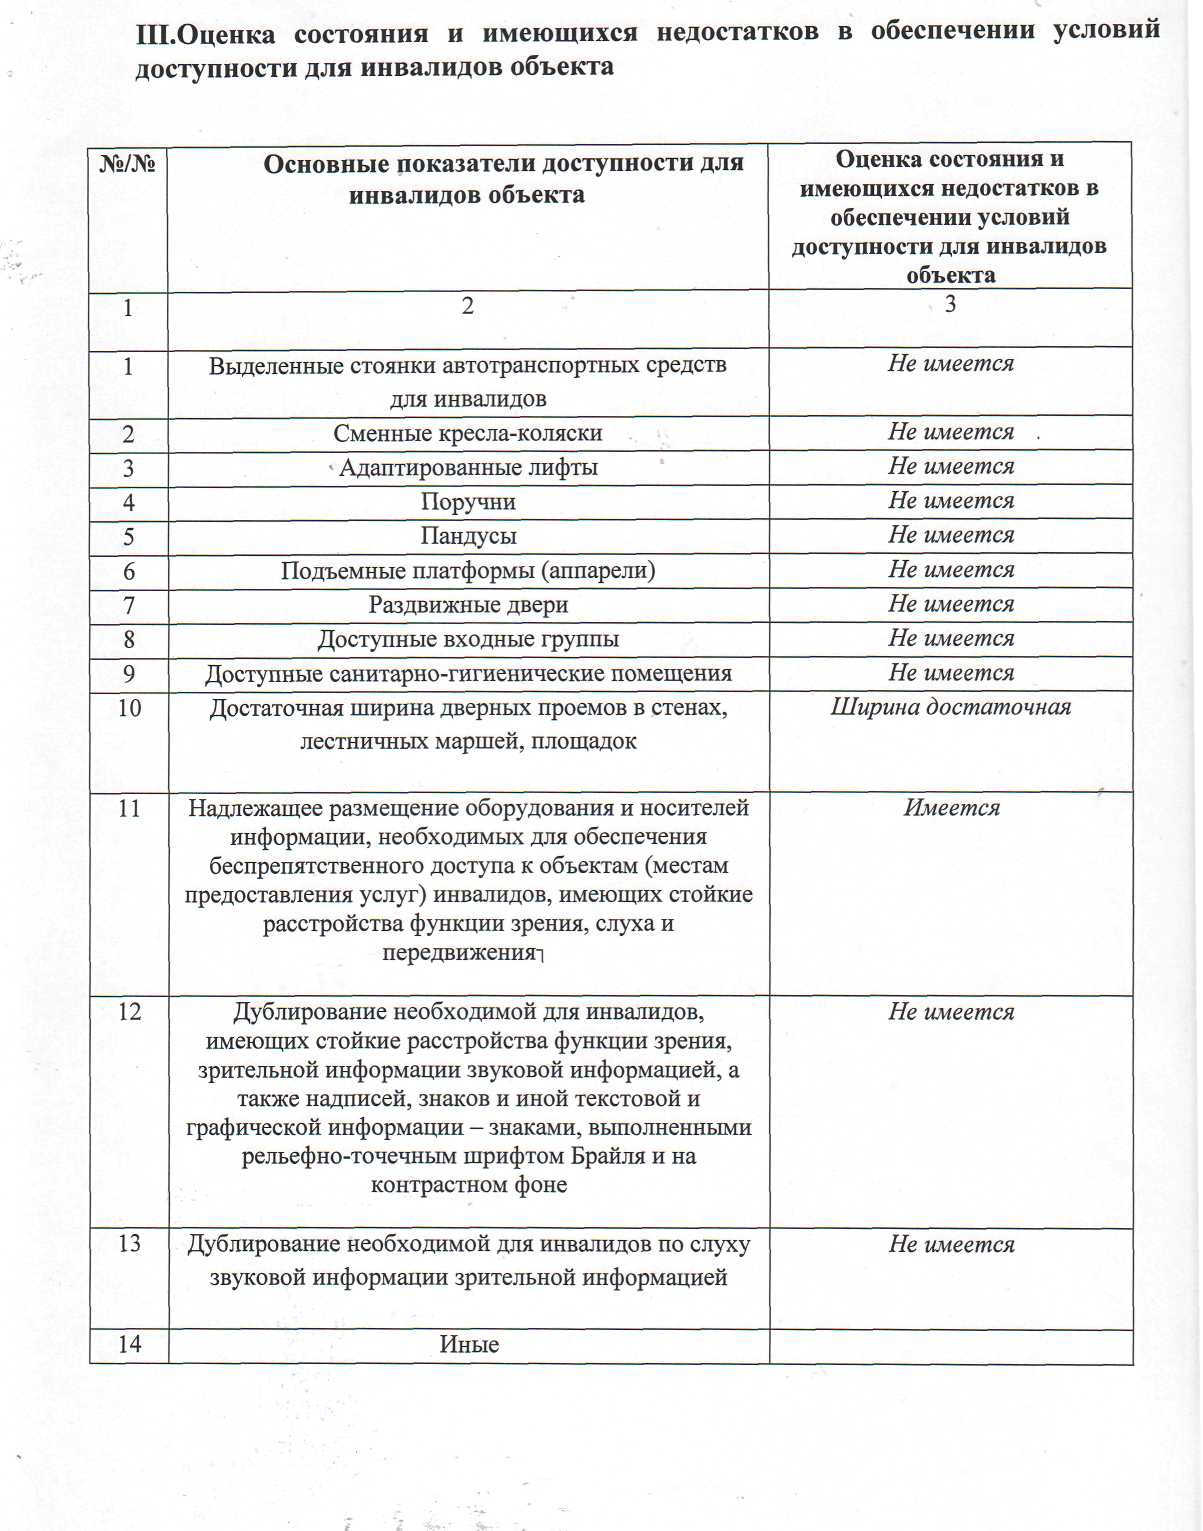 III.Оценка состояния и имеющихся недостатков в обеспечении условий
доступности для инвалидов объекта
№/№
Основные показатели доступности для
инвалидов объекта
Оценка состояния и
имеющихся недостатков в
обеспечении условий
доступности для инвалидов
объекта
1
2
3
1
Выделенные стоянки автотранспортных средств
для инвалидов
Не имеется
2
Сменные кресла-коляски
Не имеется
3
Адаптированные лифты
Не имеется
4
Поручни
Не имеется
5
Пандусы
Не имеется
6
Подъемные платформы (аппарели)
Не имеется
7
Раздвижные двери
Не имеется
8
Доступные входные группы
Не имеется
9
Доступные санитарно-гигиенические помещения
Не имеется
10
Достаточная ширина дверных проемов в стенах,
лестничных маршей, площадок
Ширина достаточная
11
Надлежащее размещение оборудования и носителей
информации, необходимых для обеспечения
беспрепятственного доступа к объектам (местам
предоставления услуг) инвалидов, имеющих стойкие
расстройства функции зрения, слуха и
передвижения┐
Имеется
12
Дублирование необходимой для инвалидов,
имеющих стойкие расстройства функции зрения,
зрительной информации звуковой информацией, а
также надписей, знаков и иной текстовой и
графической информации – знаками, выполненными
рельефно-точечным шрифтом Брайля и на
контрастном фоне
Не имеется
13
Дублирование необходимой для инвалидов по слуху
звуковой информации зрительной информацией
Не имеется
14
Иные